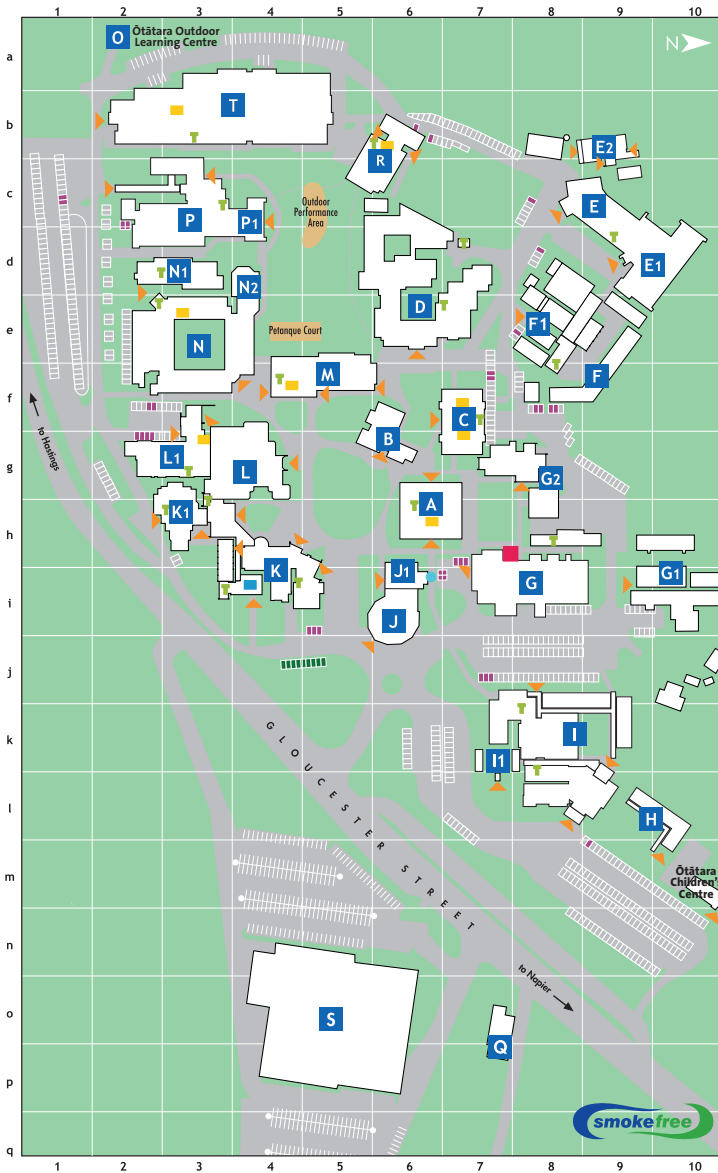 1 2 3 4 5 6 7 8 9 10
a
O Ōtātara Outdoor
Learning Centre
N
b
T
R
E2
c
P
P1
Outdoor
Performance
Area
E
d
N1
N2
D
E1
e
N
Petanque Court
F1
f
M
C
F
to Hastings
B
g
L1
L
G2
h
K1
A
i
K
J1
G
G1
J
j
k
GLOUCESTER STREET
I
I1
l
H
m
Ōtātara
Children'
Centre
n
to Napier
o
S
Q
p
smokefree
q
1 2 3 4 5 6 7 8 9 10